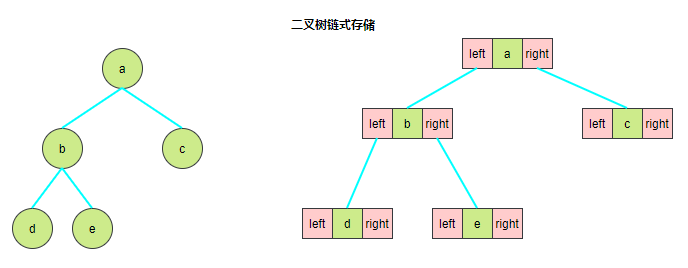 二叉树链式存储
a
b
c
d
e
left a right
left b right
left c right
left d right
left e right